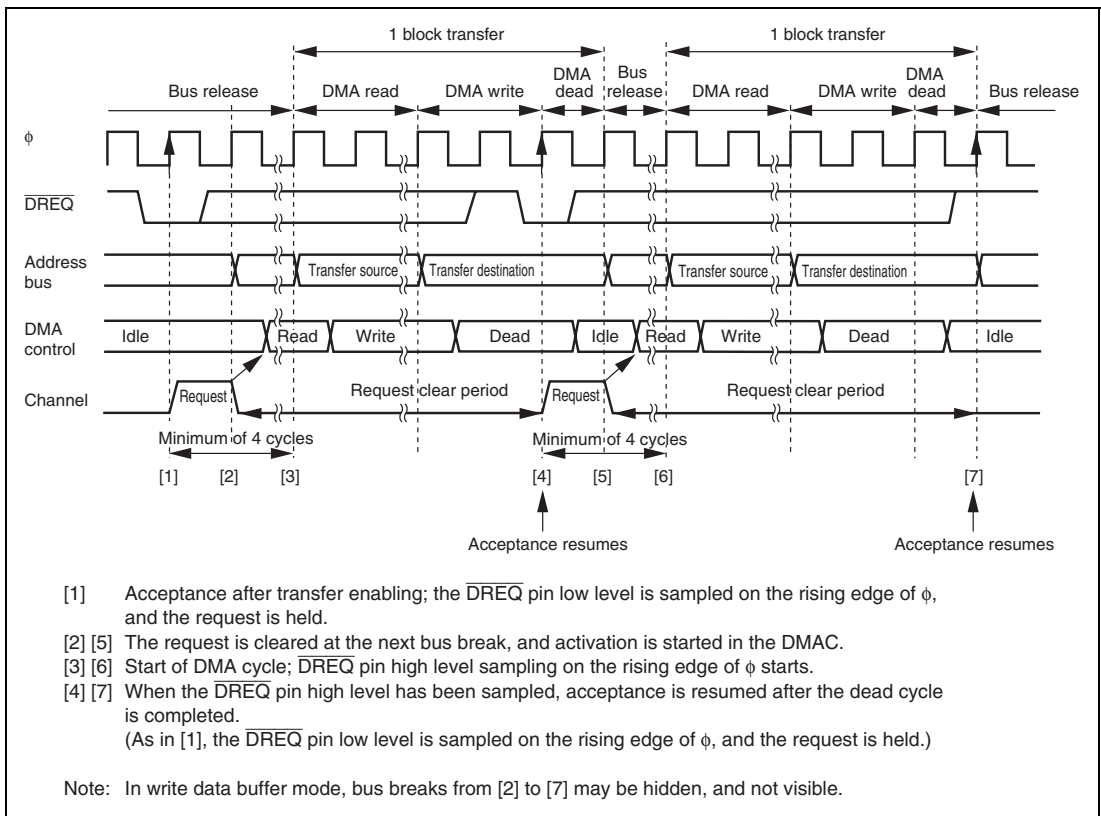 1 block transfer 1 block transfer
Bus release DMA read DMA write DMA dead Bus release DMA read DMA write DMA dead Bus release
φ
DREQ
Address bus
Transfer source Transfer destination Transfer source Transfer destination
DMA control
Idle Read Write Dead Idle Read Write Dead Idle
Channel
Request Request clear period Request Request clear period
Minimum of 4 cycles Minimum of 4 cycles
[1] [2] [3] [4] [5] [6] [7]
Acceptance resumes Acceptance resumes
[1] Acceptance after transfer enabling; the DREQ pin low level is sampled on the rising edge of φ,
and the request is held.
[2] [5] The request is cleared at the next bus break, and activation is started in the DMAC.
[3] [6] Start of DMA cycle; DREQ pin high level sampling on the rising edge of φ starts.
[4] [7] When the DREQ pin high level has been sampled, acceptance is resumed after the dead cycle
is completed.
(As in [1], the DREQ pin low level is sampled on the rising edge of φ, and the request is held.)
Note: In write data buffer mode, bus breaks from [2] to [7] may be hidden, and not visible.